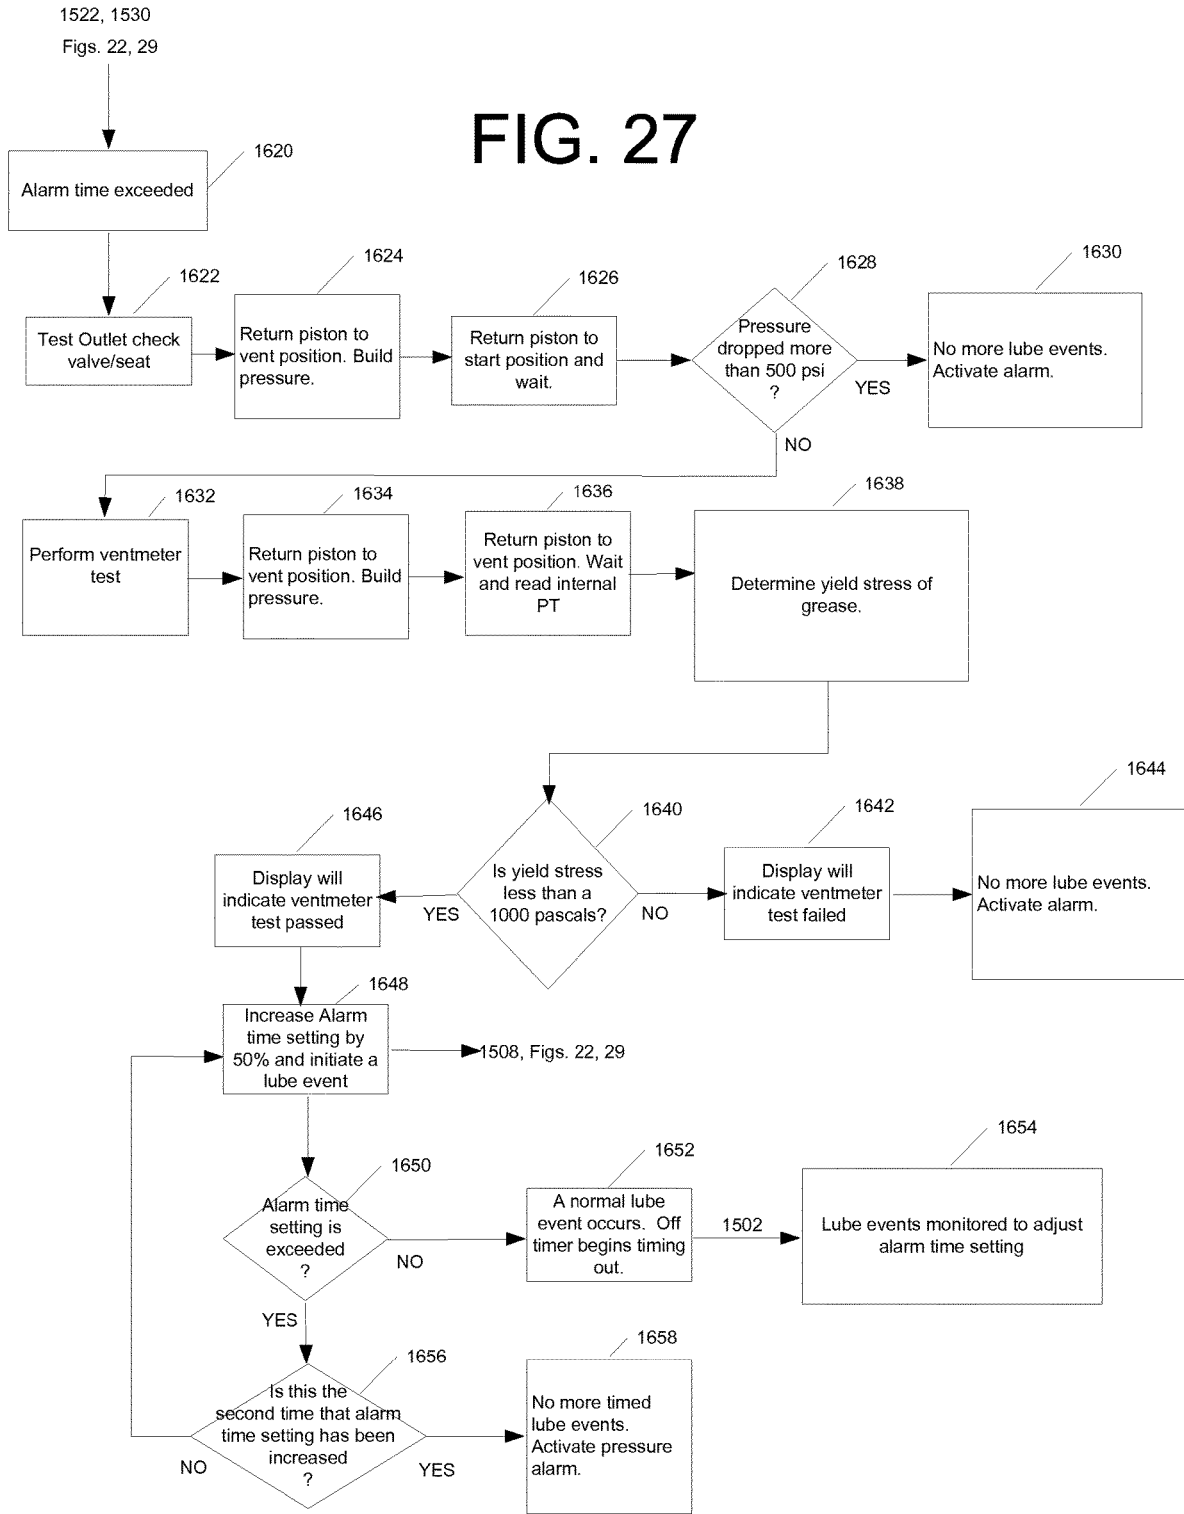 1522, 1530
Figs. 22, 29
FIG. 27
1620
Alarm time exceeded
1622
Test Outlet check
valve/seat
1624
Return piston to
vent position. Build
pressure.
1626
Return piston to
start position and
wait.
1628
Pressure
dropped more
than 500 psi
?
YES
NO
1630
No more lube events.
Activate alarm.
1632
Perform ventmeter
test
1634
Return piston to
vent position. Build
pressure.
1636
Return piston to
vent position. Wait
and read internal
PT
1638
Determine yield stress of
grease.
1640
Is yield stress
less than a
1000 pascals?
YES
NO
1642
Display will
indicate ventmeter
test failed
1644
No more lube events.
Activate alarm.
1646
Display will
indicate ventmeter
test passed
1648
Increase Alarm
time setting by
50% and initiate a
lube event
1508, Figs. 22, 29
1650
Alarm time
setting is
exceeded
?
NO
YES
1652
A normal lube
event occurs. Off
timer begins timing
out.
1502
1654
Lube events monitored to adjust
alarm time setting
1656
Is this the
second time that alarm
time setting has been
increased
?
NO
YES
1658
No more timed
lube events.
Activate pressure
alarm.